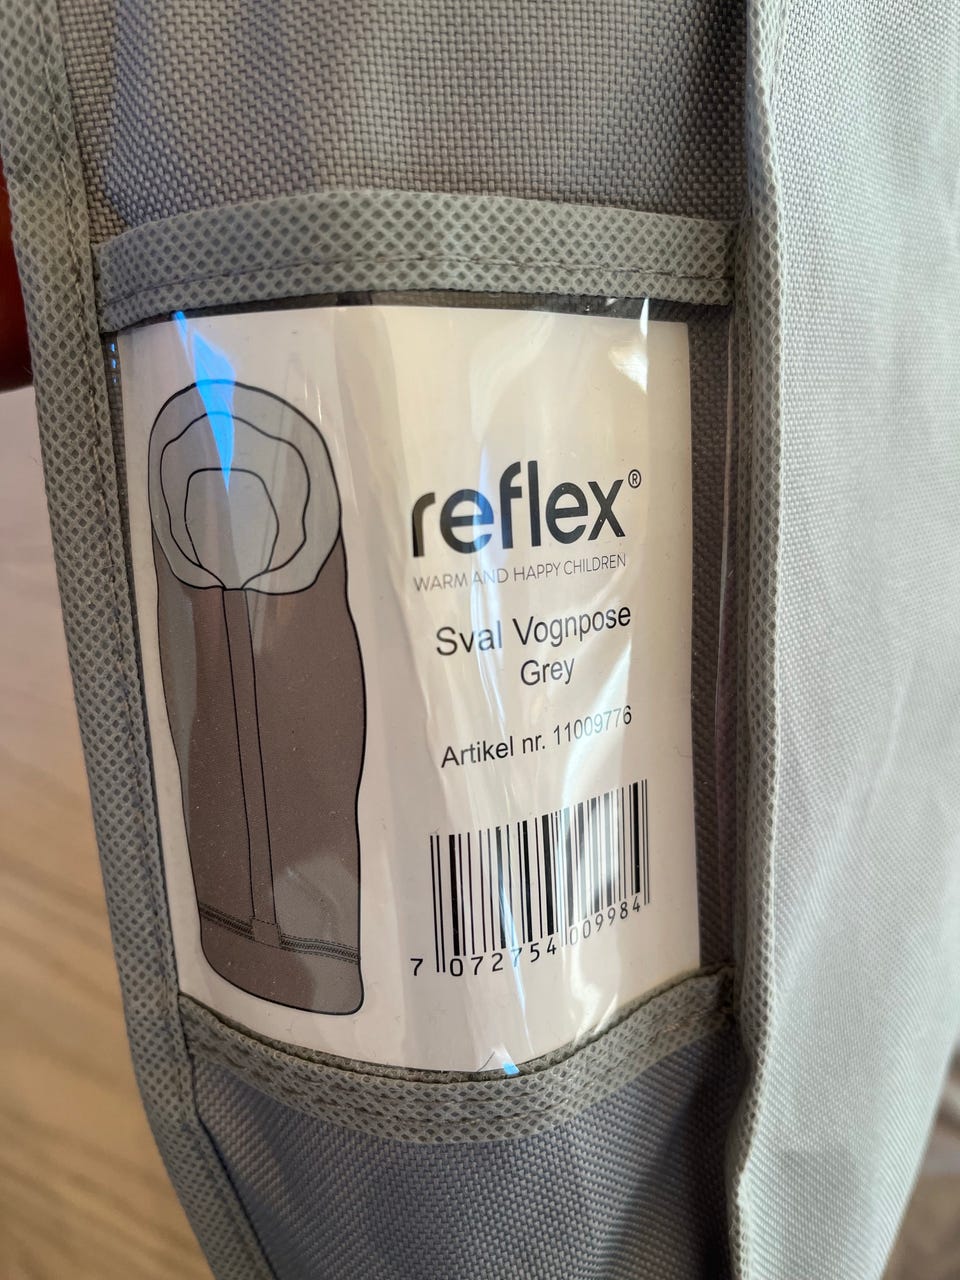 reflex®
WARM AND HAPPY CHILDREN
Sval Vognpose
Grey
Artikel nr. 11009776
7 072754 009984